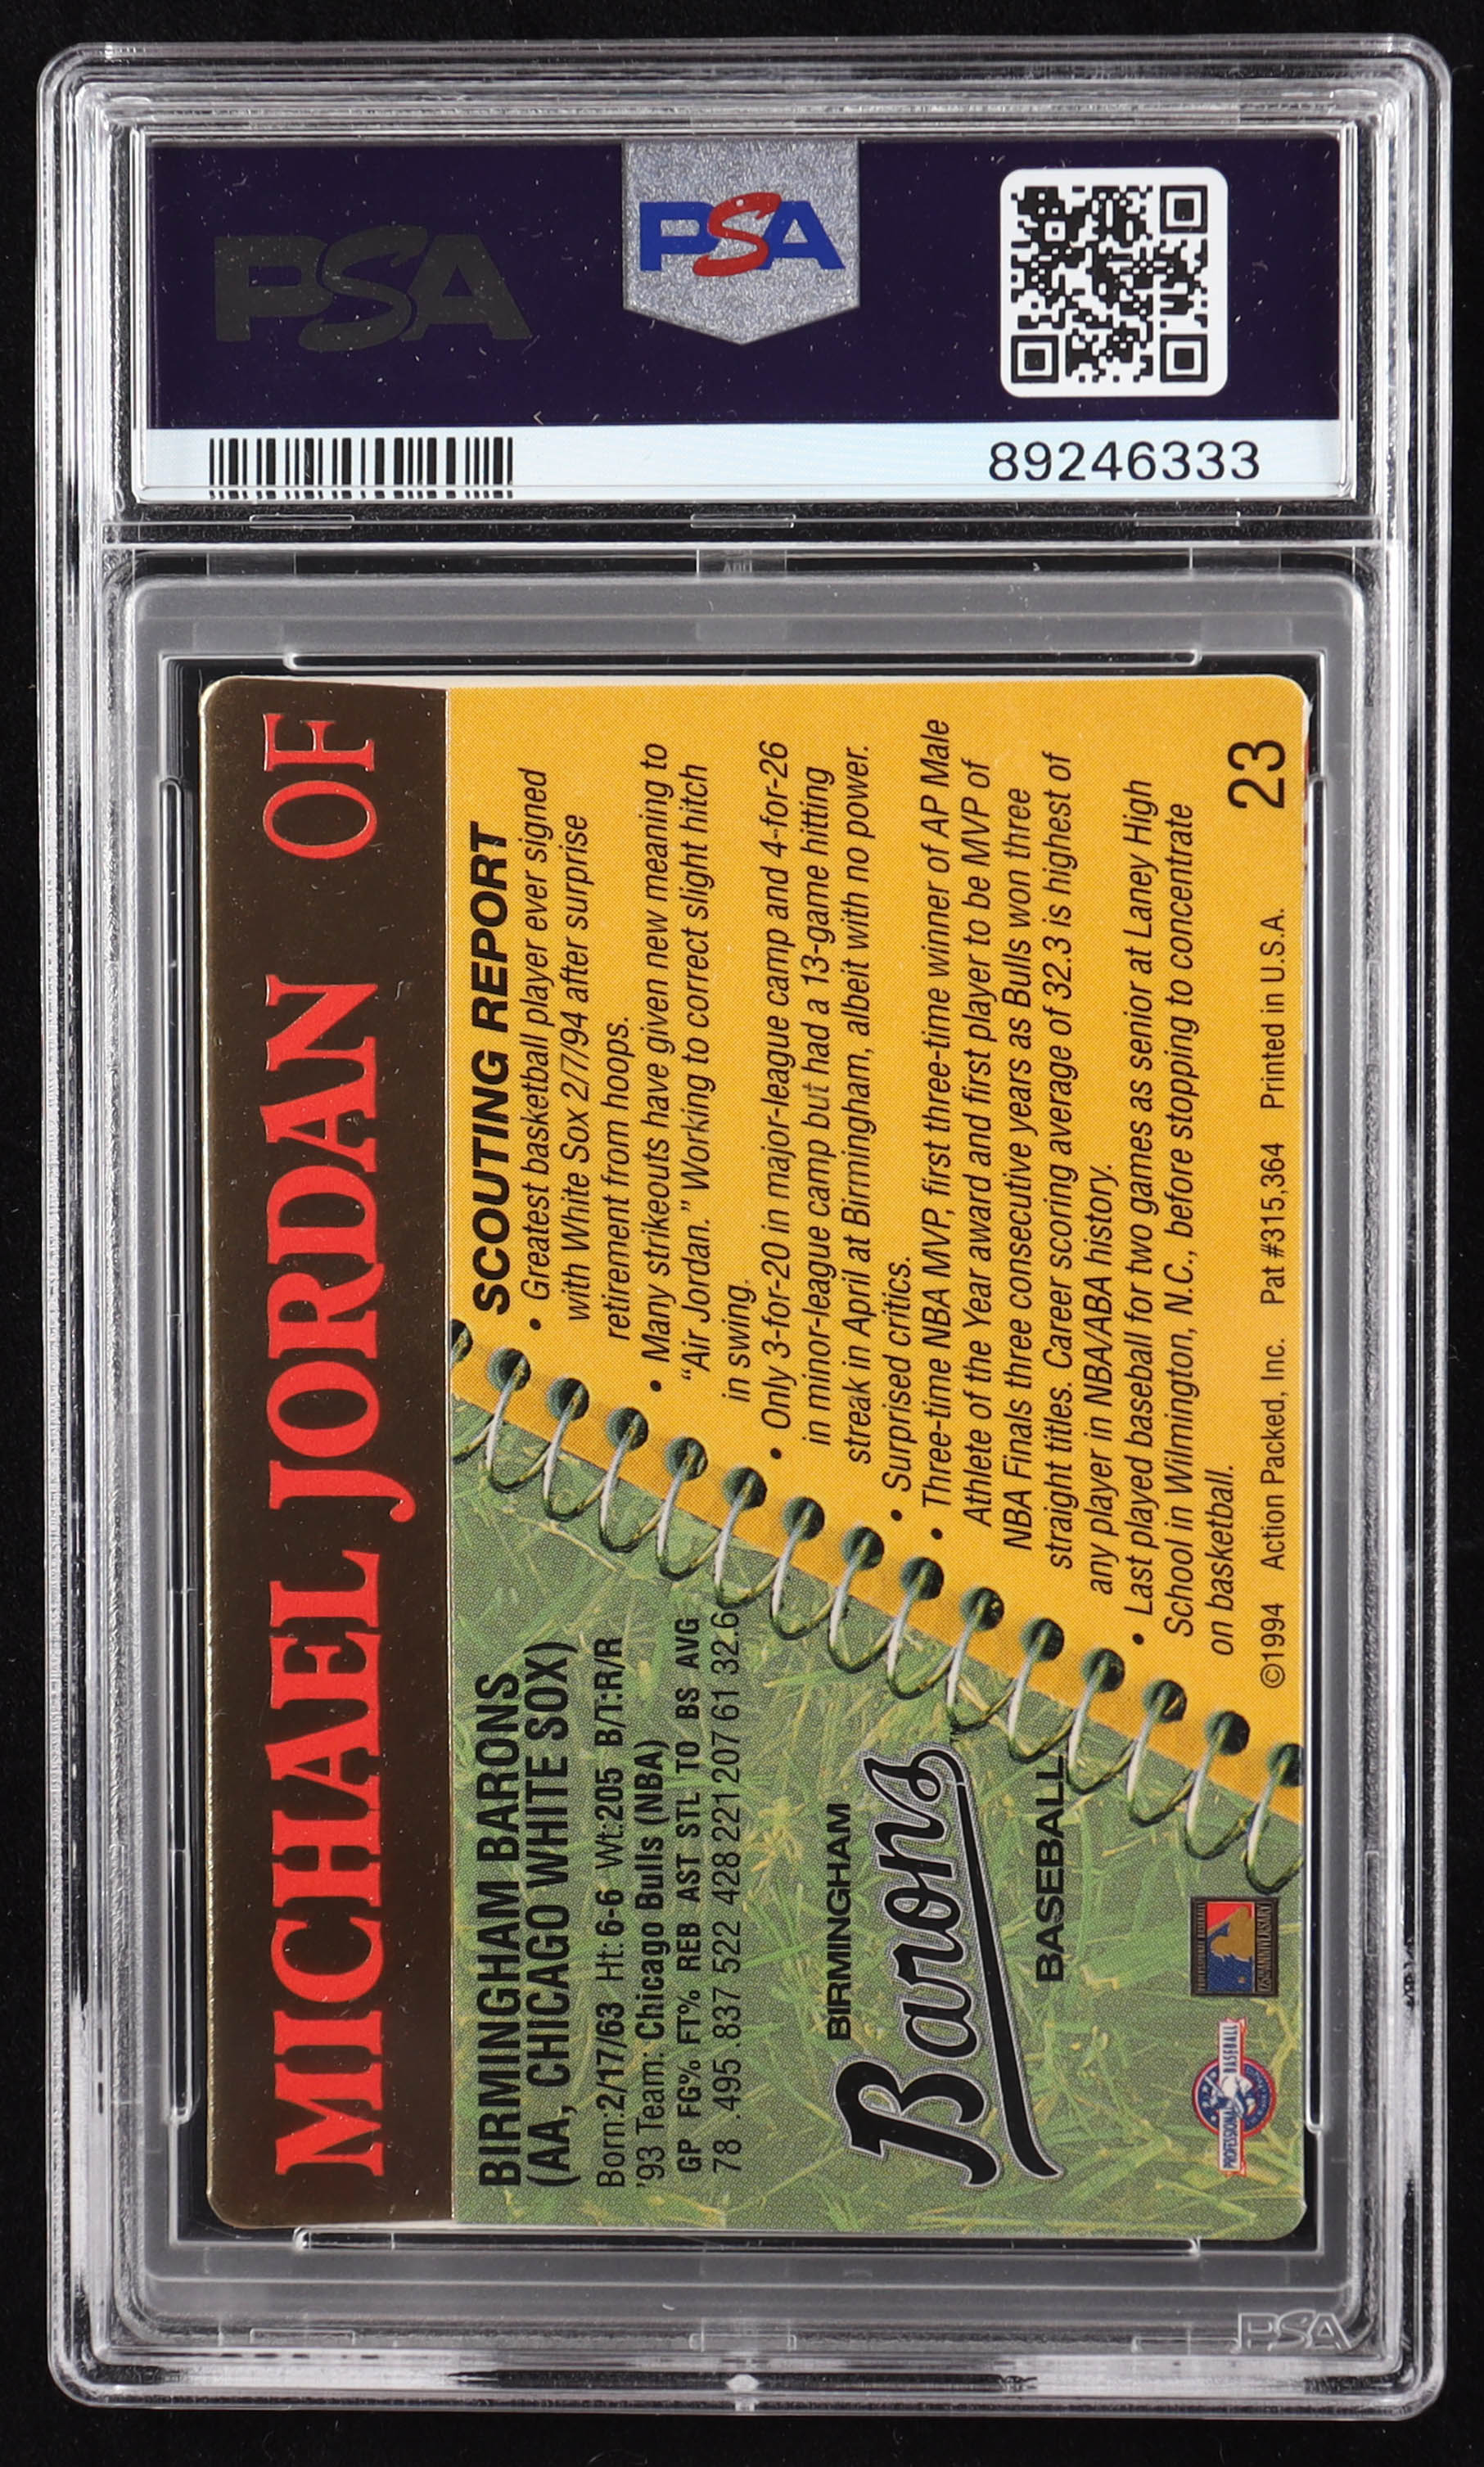 PSA
PSA
89246333
MICHAEL JORDAN OF
BIRMINGHAM BARONS
(AA, CHICAGO WHITE SOX)
Born:2/17/63 Ht: 6-6 Wt:205 B/T:R/R
'93 Team: Chicago Bulls (NBA)
GP FG% FT% REB AST STL TO BS AVG
78 .495 .837 522 428 221 207 61 32.6
BIRMINGHAM
Barons
BASEBALL
PROFESSIONAL BASEBALL
PROFESSIONAL BASEBALL
125th ANNIVERSARY
SCOUTING REPORT
• Greatest basketball player ever signed
with White Sox 2/7/94 after surprise
retirement from hoops.
• Many strikeouts have given new meaning to
“Air Jordan.” Working to correct slight hitch
in swing.
• Only 3-for-20 in major-league camp and 4-for-26
in minor-league camp but had a 13-game hitting
streak in April at Birmingham, albeit with no power.
• Surprised critics.
• Three-time NBA MVP, first three-time winner of AP Male
Athlete of the Year award and first player to be MVP of
NBA Finals three consecutive years as Bulls won three
straight titles. Career scoring average of 32.3 is highest of
any player in NBA/ABA history.
• Last played baseball for two games as senior at Laney High
School in Wilmington, N.C., before stopping to concentrate
on basketball.
23
©1994 Action Packed, Inc. Pat #315,364 Printed in U.S.A.
PSA